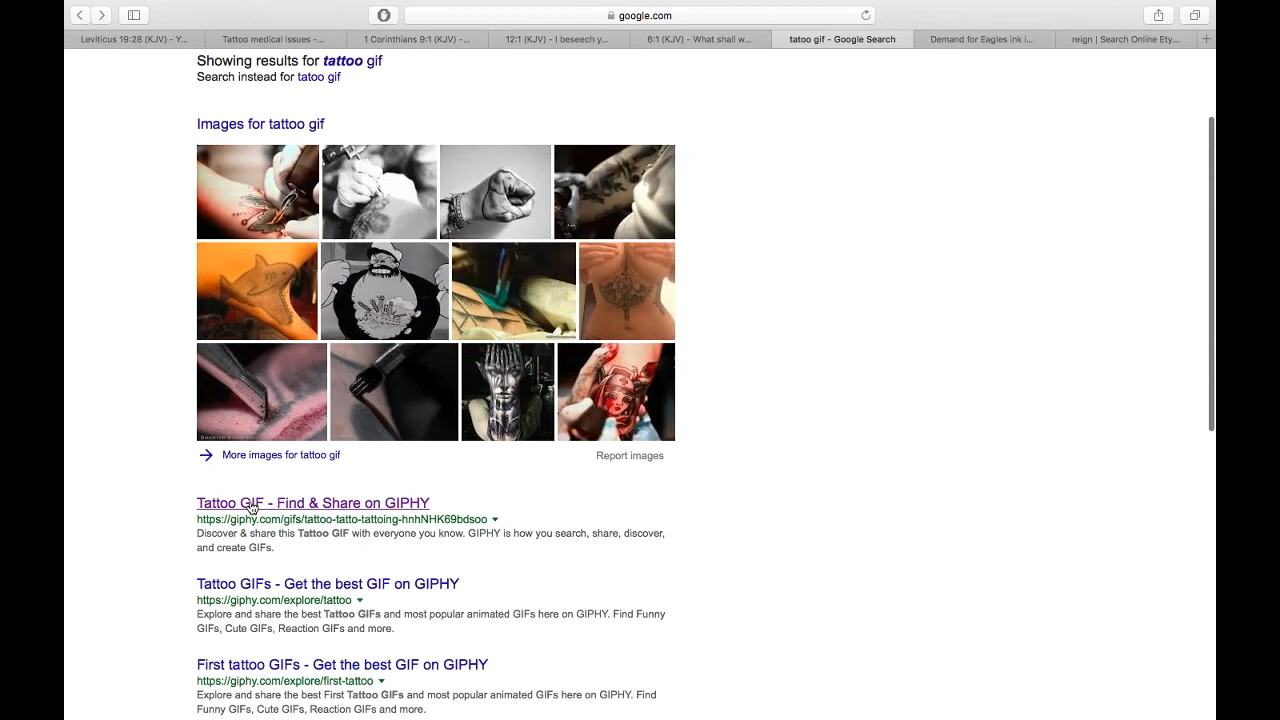 google.com
Leviticus 19:28 (KJV) - Y...
Tattoo medical issues -...
1 Corinthians 9:1 (KJV) -...
12:1 (KJV) - I beseech y...
6:1 (KJV) - What shall w...
tatoo gif - Google Search
Demand for Eagles ink i...
reign | Search Online Ety...
Showing results for tattoo gif
Search instead for tatoo gif
Images for tattoo gif
More images for tattoo gif
Report images
Tattoo GIF - Find & Share on GIPHY
https://giphy.com/gifs/tattoo-tatto-tattoing-hnhNHK69bdsoo
Discover & share this Tattoo GIF with everyone you know. GIPHY is how you search, share, discover,
and create GIFs.
Tattoo GIFs - Get the best GIF on GIPHY
https://giphy.com/explore/tattoo
Explore and share the best Tattoo GIFs and most popular animated GIFs here on GIPHY. Find Funny
GIFs, Cute GIFs, Reaction GIFs and more.
First tattoo GIFs - Get the best GIF on GIPHY
https://giphy.com/explore/first-tattoo
Explore and share the best First Tattoo GIFs and most popular animated GIFs here on GIPHY. Find
Funny GIFs, Cute GIFs, Reaction GIFs and more.